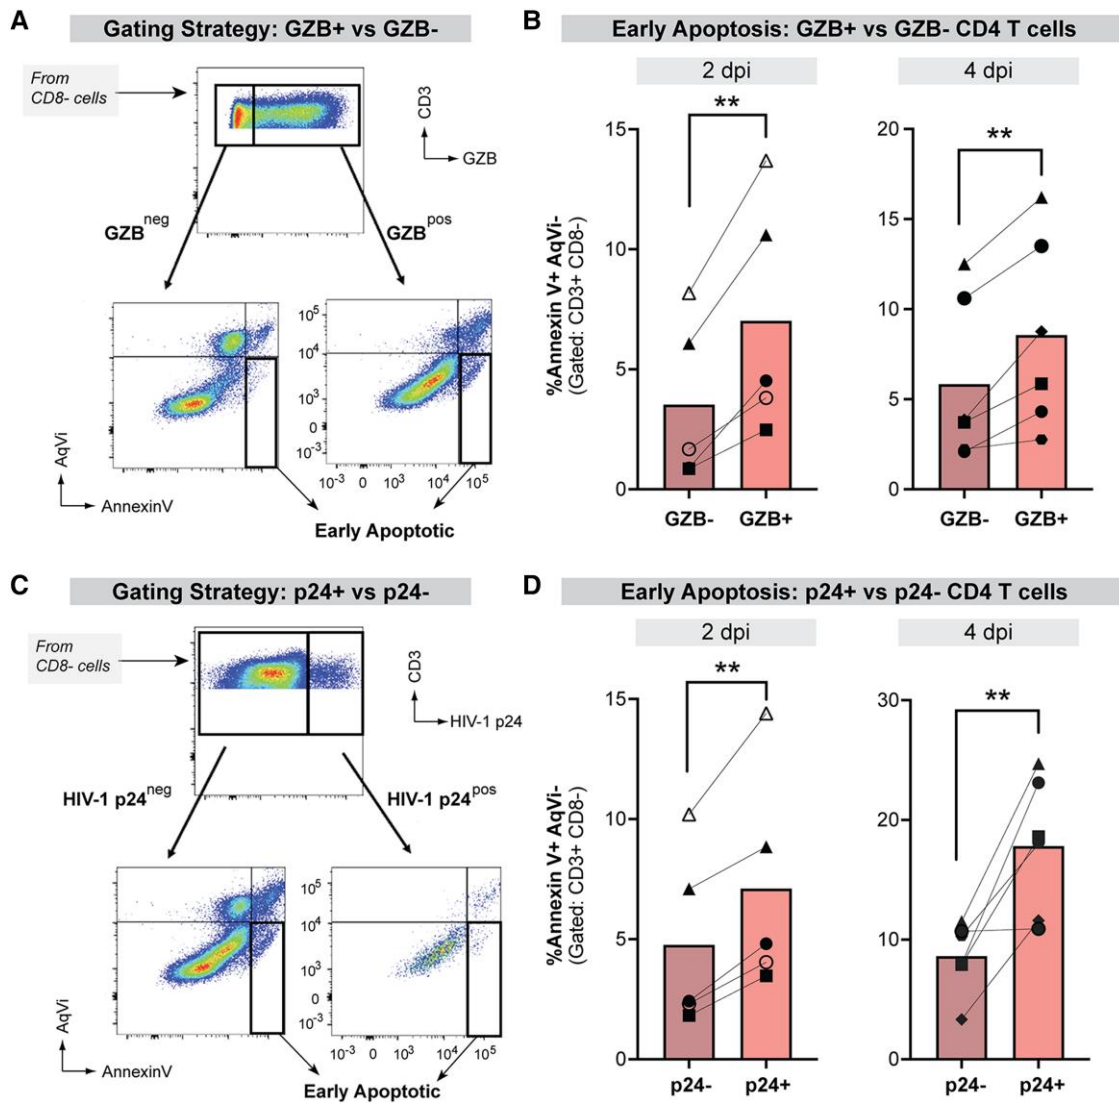 A
Gating Strategy: GZB+ vs GZB-
From
CD8- cells
CD3
GZB
GZB^neg
GZB^pos
10^5
10^4
10^3
0
-10^3
AqVi
AnnexinV
-10^3 0 10^3 10^4 10^5
Early Apoptotic
B
Early Apoptosis: GZB+ vs GZB- CD4 T cells
2 dpi
4 dpi
%Annexin V+ AqVi-
(Gated: CD3+ CD8-)
**
15
10
5
0
GZB- GZB+
**
20
15
10
5
0
GZB- GZB+
C
Gating Strategy: p24+ vs p24-
From
CD8- cells
CD3
HIV-1 p24
HIV-1 p24^neg
HIV-1 p24^pos
10^5
10^4
10^3
0
-10^3
AqVi
AnnexinV
-10^3 0 10^3 10^4 10^5
Early Apoptotic
D
Early Apoptosis: p24+ vs p24- CD4 T cells
2 dpi
4 dpi
%Annexin V+ AqVi-
(Gated: CD3+ CD8-)
**
15
10
5
0
p24- p24+
**
30
20
10
0
p24- p24+